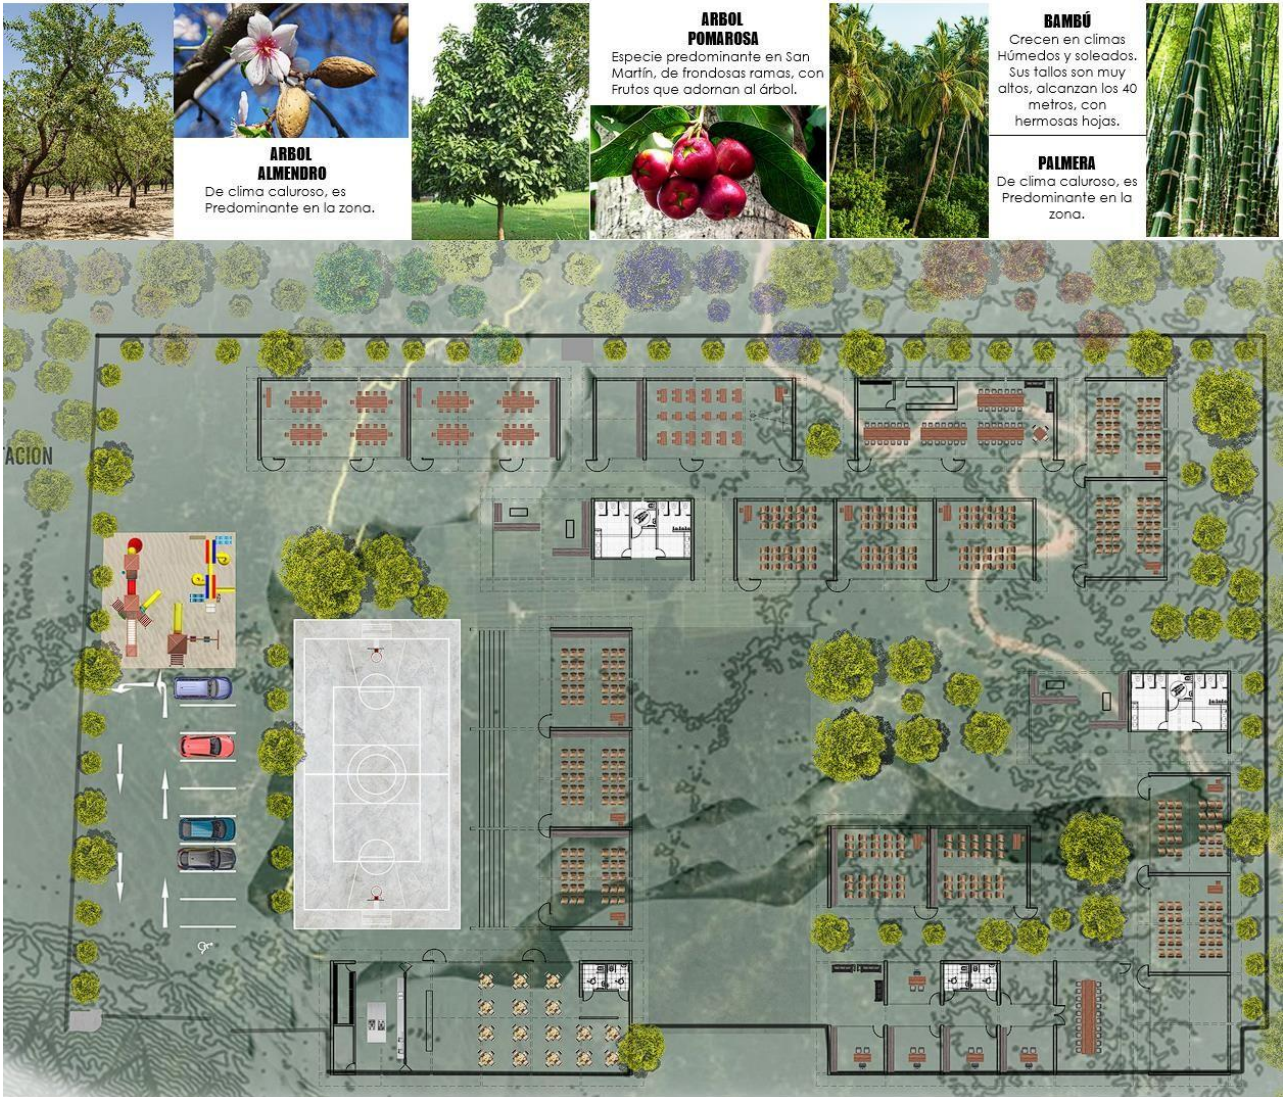 ARBOL
ALMENDRO
De clima caluroso, es
Predominante en la zona.
ARBOL
POMAROSA
Especie predominante en San
Martín, de frondosas ramas, con
Frutos que adornan al árbol.
BAMBÚ
Crecen en climas
Húmedos y soleados.
Sus tallos son muy
altos, alcanzan los 40
metros, con
hermosas hojas.
PALMERA
De clima caluroso, es
Predominante en la
zona.
TACION